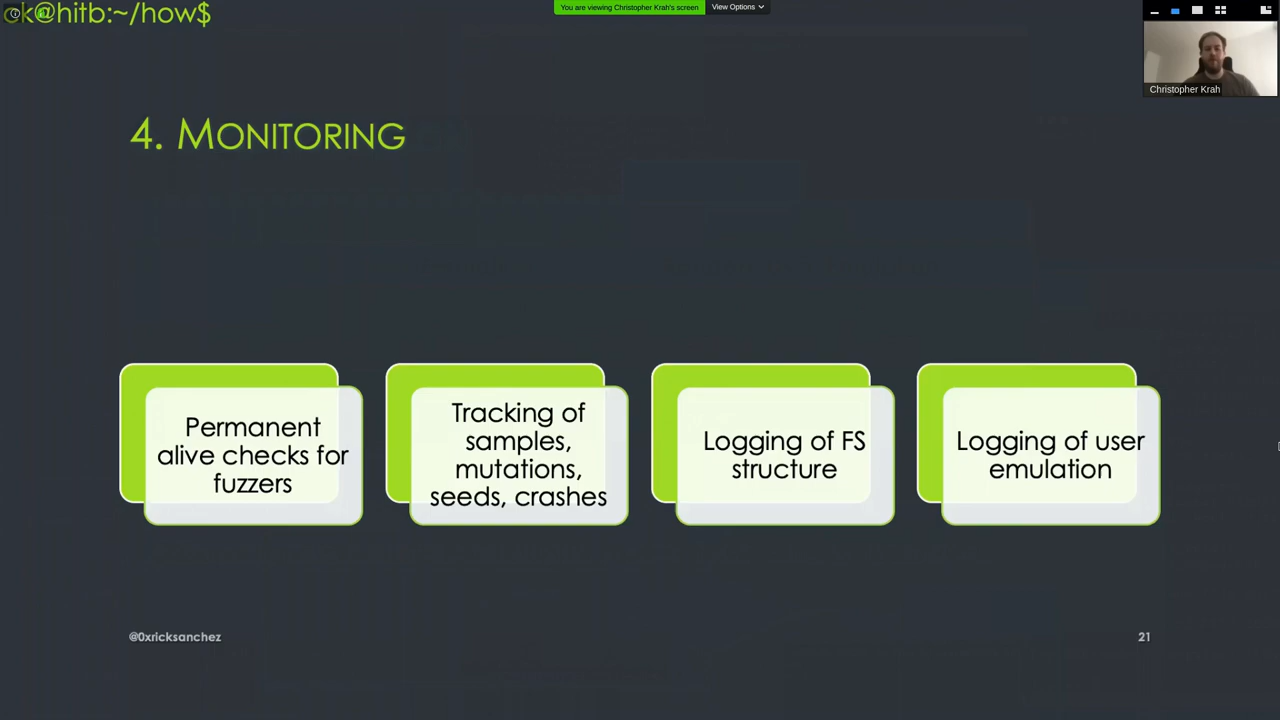 ck@hitb:~/how$
You are viewing Christopher Krah's screen
View Options
Christopher Krah
4. MONITORING
Permanent
alive checks for
fuzzers
Tracking of
samples,
mutations,
seeds, crashes
Logging of FS
structure
Logging of user
emulation
@0xricksanchez
21